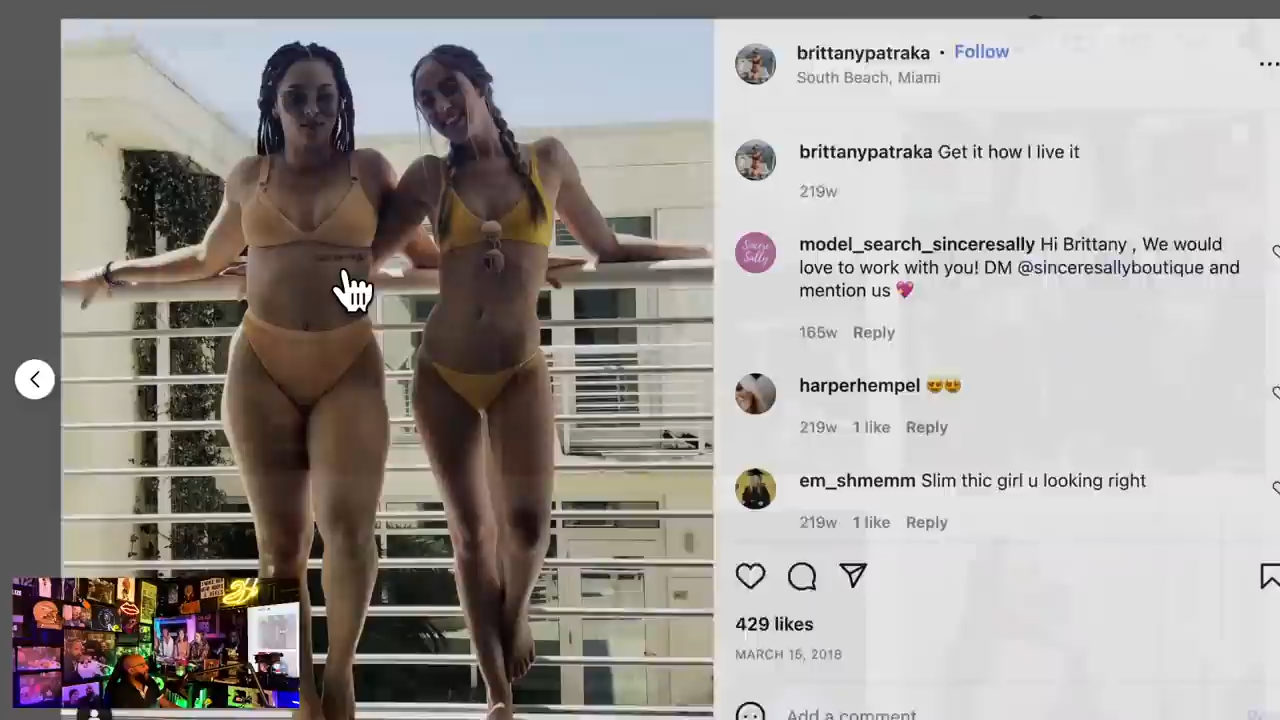 brittanypatraka • Follow
South Beach, Miami
brittanypatraka Get it how I live it
219w
model_search_sinceresally Hi Brittany , We would
love to work with you! DM @sinceresallyboutique and
mention us 💖
165w Reply
harperhempel 😎😎
219w 1 like Reply
em_shmemm Slim thic girl u looking right
219w 1 like Reply
429 likes
MARCH 15, 2018
Add a comment